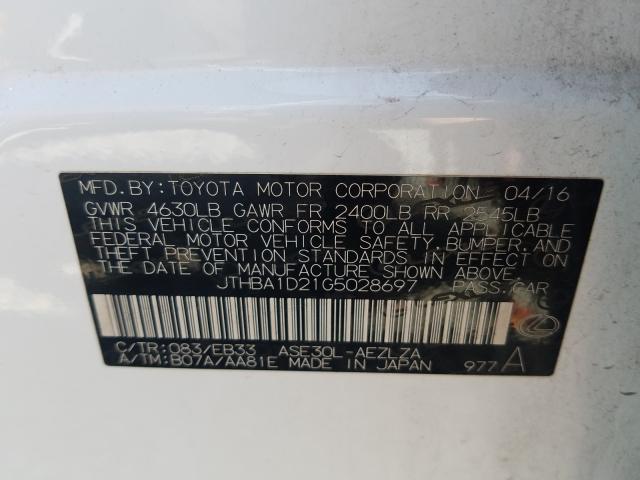 MFD. BY: TOYOTA MOTOR CORPORATION 04/16
GVWR 4630LB GAWR FR 2400LB RR 2545LB
THIS VEHICLE CONFORMS TO ALL APPLICABLE
FEDERAL MOTOR VEHICLE SAFETY, BUMPER, AND
THEFT PREVENTION STANDARDS IN EFFECT ON
THE DATE OF MANUFACTURE SHOWN ABOVE.
JTHBA1D21G5028697 PASS. CAR
C/TR: 083/EB33 ASE30L-AEZLZA
A/TM: B07A/AA81E MADE IN JAPAN 977A